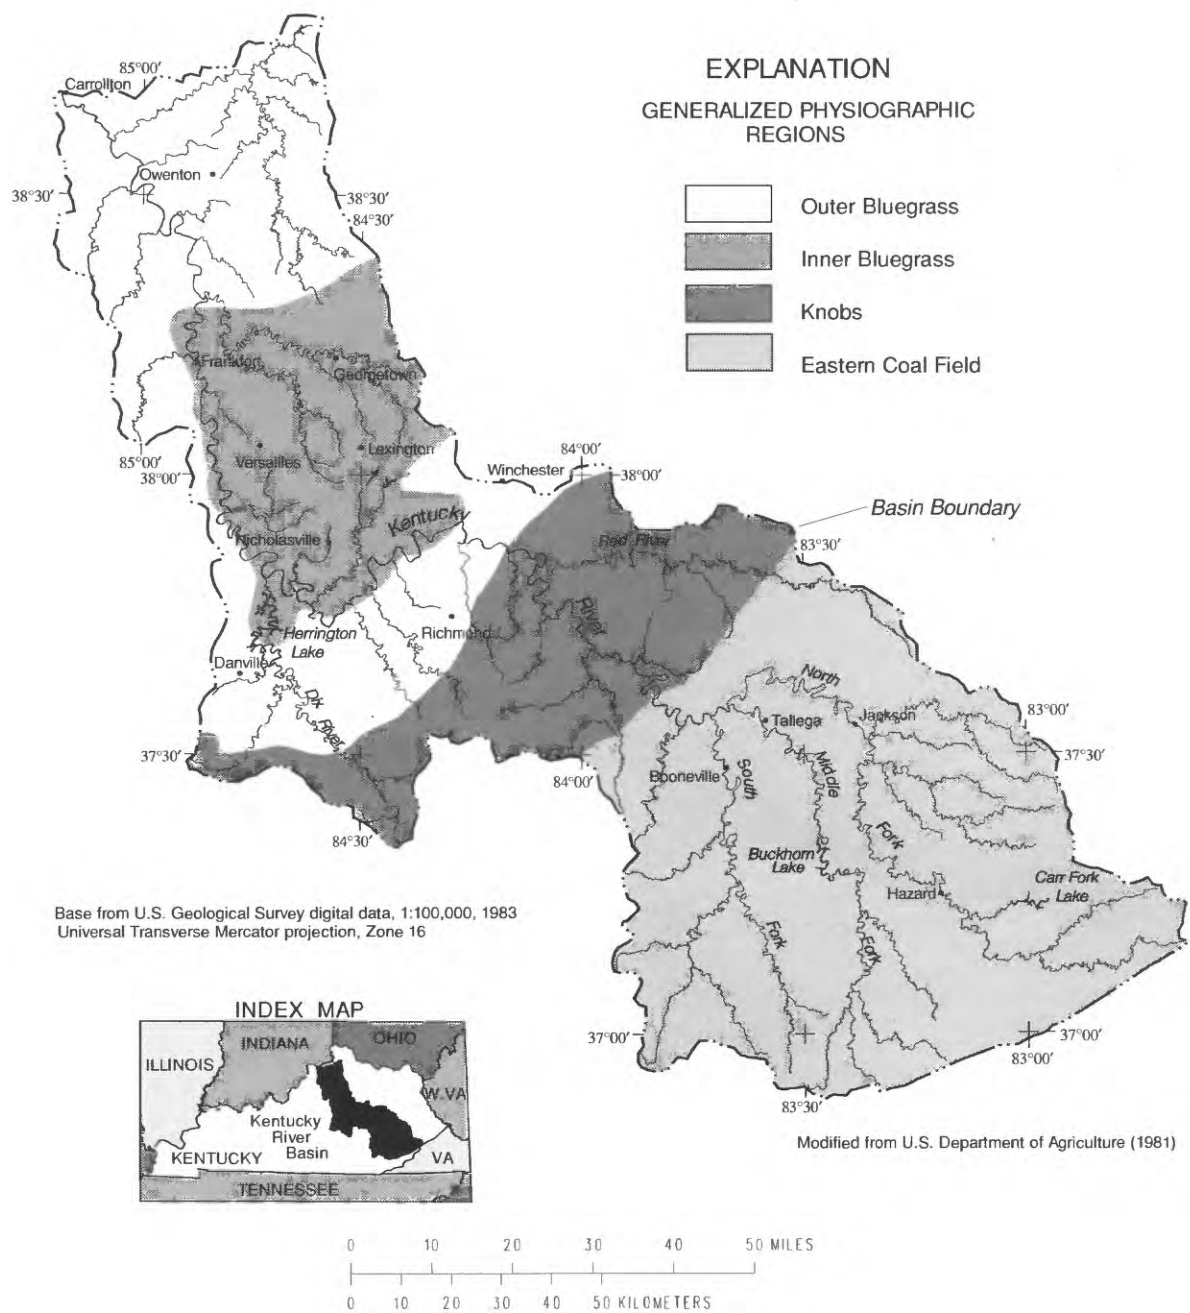 EXPLANATION
GENERALIZED PHYSIOGRAPHIC
REGIONS
Outer Bluegrass
Inner Bluegrass
Knobs
Eastern Coal Field
85°00'
Carrollton
Owenton
38°30'
38°30'
84°30'
Frankfort
Georgetown
85°00'
38°00'
Versailles
Lexington
Winchester
84°00'
38°00'
Basin Boundary
Kentucky
Nicholasville
Red River
83°30'
River
Richmond
Herrington
Lake
Danville
Dix River
North
83°00'
Tallega
Jackson
37°30'
37°30'
84°00'
Booneville
South
Middle
84°30'
Fork
Buckhorn
Lake
Hazard
Carr Fork
Lake
Fork
Fork
37°00'
37°00'
83°00'
83°30'
Base from U.S. Geological Survey digital data, 1:100,000, 1983
Universal Transverse Mercator projection, Zone 16
INDEX MAP
ILLINOIS
INDIANA
OHIO
W.VA
Kentucky
River
Basin
KENTUCKY
VA
TENNESSEE
Modified from U.S. Department of Agriculture (1981)
0 10 20 30 40 50 MILES
0 10 20 30 40 50 KILOMETERS